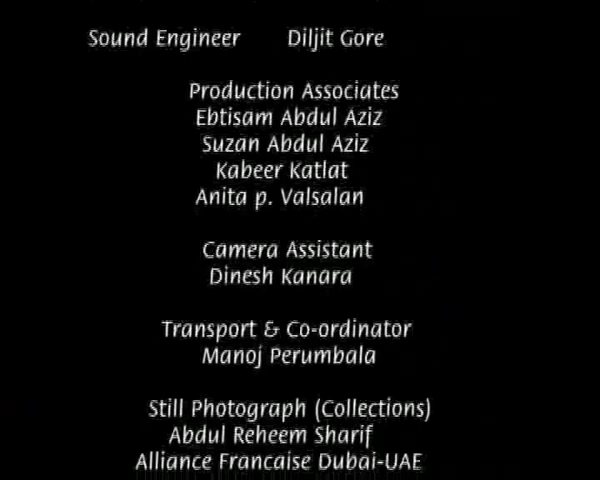 Sound Engineer Diljit Gore
Production Associates
Ebtisam Abdul Aziz
Suzan Abdul Aziz
Kabeer Katlat
Anita p. Valsalan
Camera Assistant
Dinesh Kanara
Transport & Co-ordinator
Manoj Perumbala
Still Photograph (Collections)
Abdul Reheem Sharif
Alliance Francaise Dubai-UAE